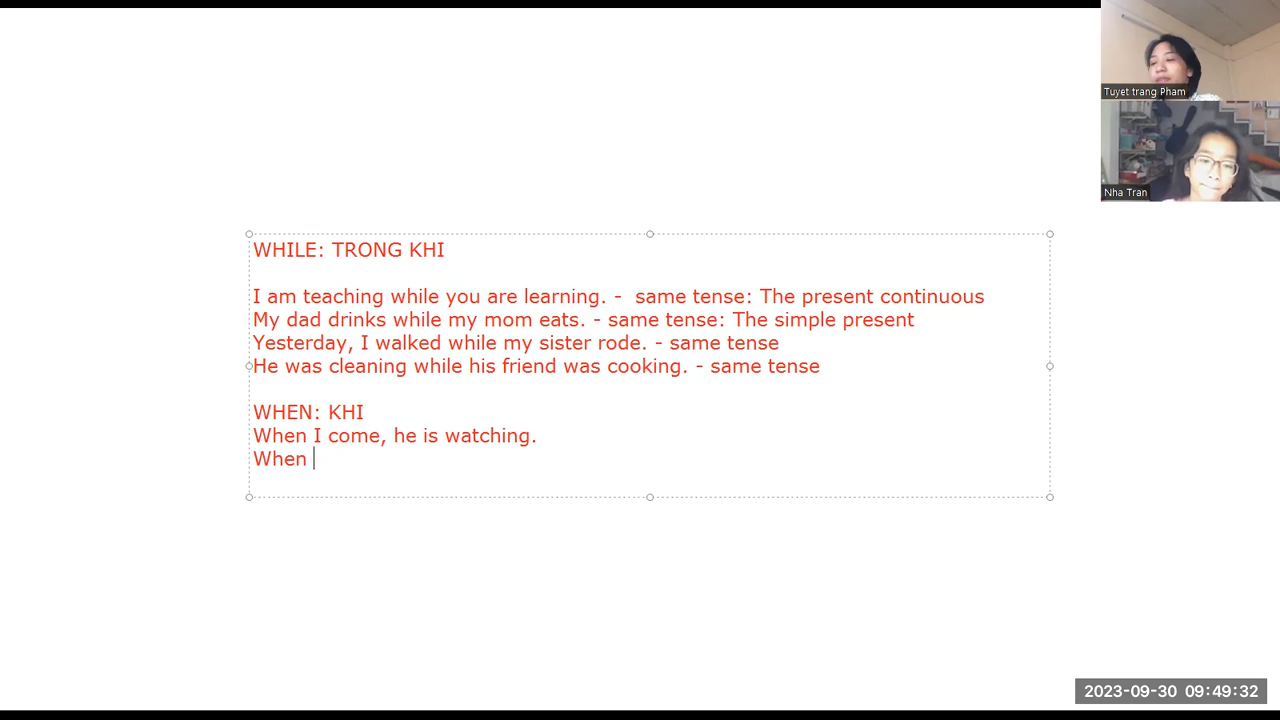 Tuyet trang Pham
Nha Tran
WHILE: TRONG KHI
I am teaching while you are learning. - same tense: The present continuous
My dad drinks while my mom eats. - same tense: The simple present
Yesterday, I walked while my sister rode. - same tense
He was cleaning while his friend was cooking. - same tense
WHEN: KHI
When I come, he is watching.
When
2023-09-30 09:49:32